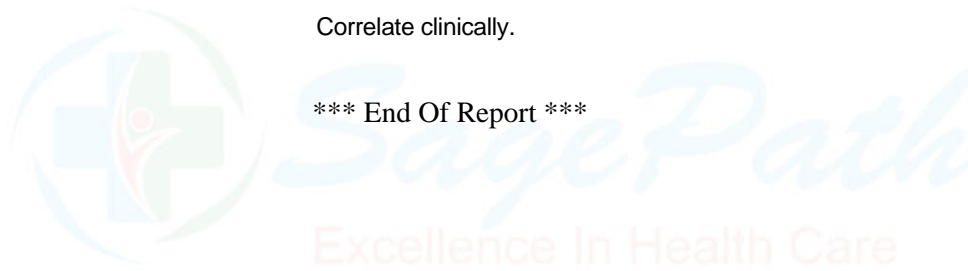 Correlate clinically.
*** End Of Report ***
SagePath
Excellence In Health Care